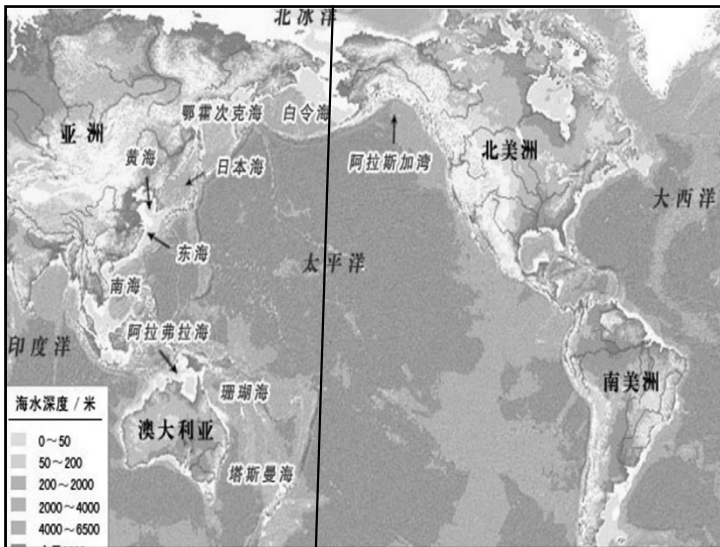 北冰洋
鄂霍次克海
白令海
亚洲
黄海
日本海
阿拉斯加湾
北美洲
大西洋
东海
太平洋
南海
印度洋
阿拉弗拉海
珊瑚海
南美洲
澳大利亚
塔斯曼海
海水深度 / 米
0～50
50～200
200～2000
2000～4000
4000～6500